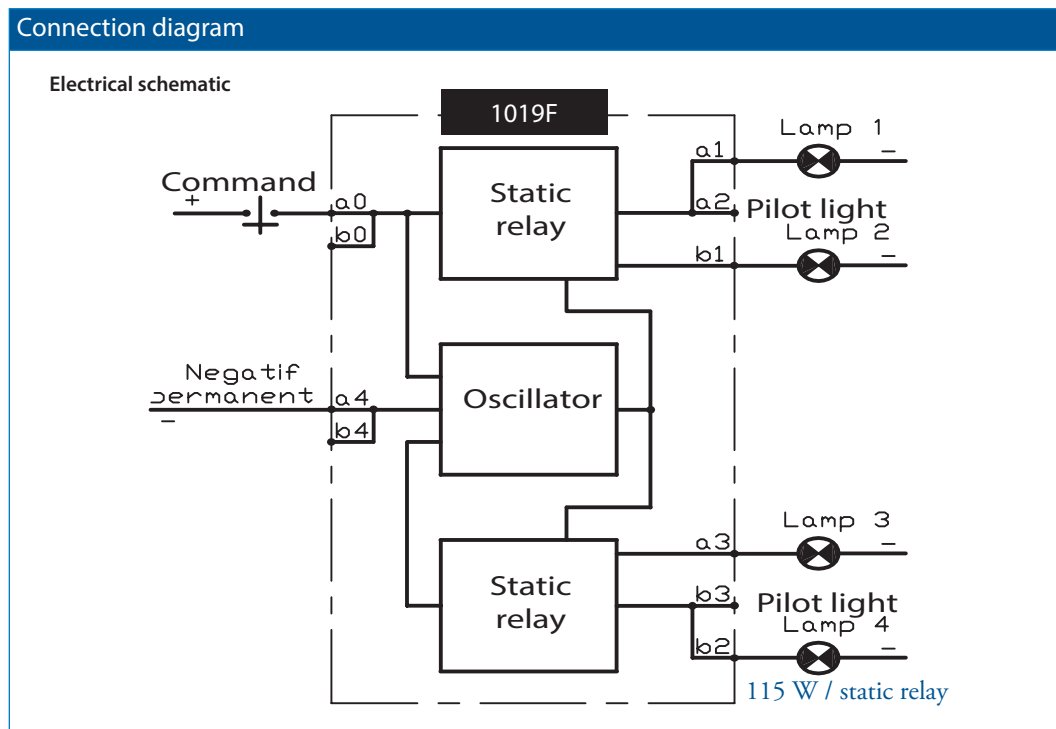 Connection diagram
Electrical schematic
1019F
Lamp 1
a1
−
Command
+
a0
Static
relay
a2
Pilot light
b0
Lamp 2
b1
−
Negatif
permanent
a4
Oscillator
−
b4
Lamp 3
a3
−
Static
relay
b3
Pilot light
Lamp 4
b2
−
115 W / static relay